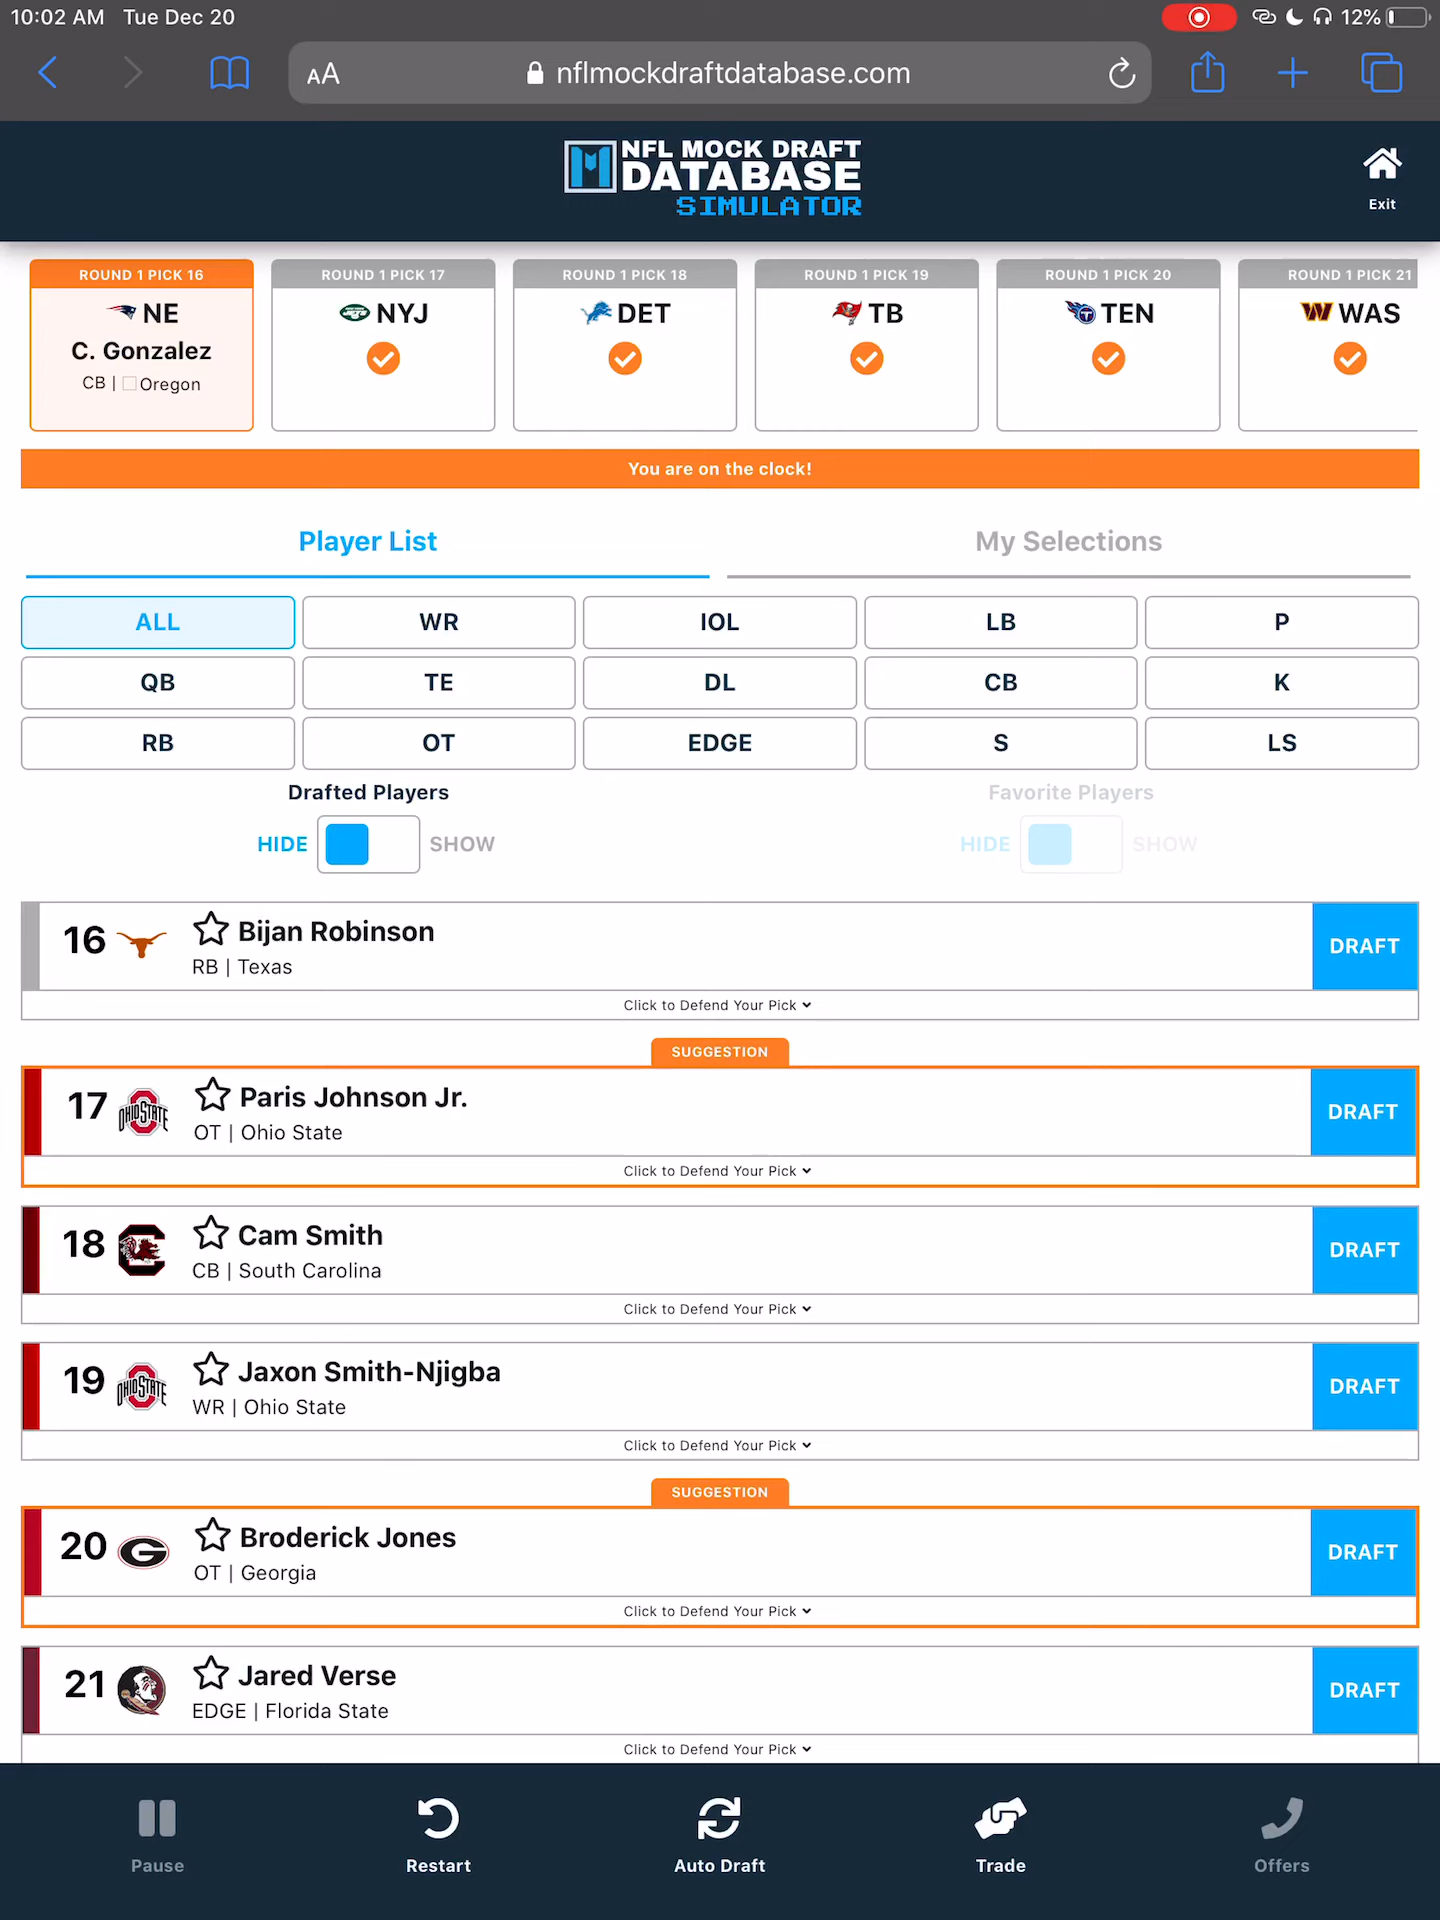 10:02 AM Tue Dec 20
12%
AA
nflmockdraftdatabase.com
NFL MOCK DRAFT
DATABASE
SIMULATOR
Exit
ROUND 1 PICK 16
NE
C. Gonzalez
CB | Oregon
ROUND 1 PICK 17
NYJ
ROUND 1 PICK 18
DET
ROUND 1 PICK 19
TB
ROUND 1 PICK 20
TEN
ROUND 1 PICK 21
WAS
You are on the clock!
Player List
My Selections
ALL
WR
IOL
LB
P
QB
TE
DL
CB
K
RB
OT
EDGE
S
LS
Drafted Players
HIDE
SHOW
Favorite Players
HIDE
SHOW
16
Bijan Robinson
RB | Texas
DRAFT
Click to Defend Your Pick
SUGGESTION
17
OHIO STATE
Paris Johnson Jr.
OT | Ohio State
DRAFT
Click to Defend Your Pick
18
Cam Smith
CB | South Carolina
DRAFT
Click to Defend Your Pick
19
OHIO STATE
Jaxon Smith-Njigba
WR | Ohio State
DRAFT
Click to Defend Your Pick
SUGGESTION
20
G
Broderick Jones
OT | Georgia
DRAFT
Click to Defend Your Pick
21
Jared Verse
EDGE | Florida State
DRAFT
Click to Defend Your Pick
Pause
Restart
Auto Draft
Trade
Offers